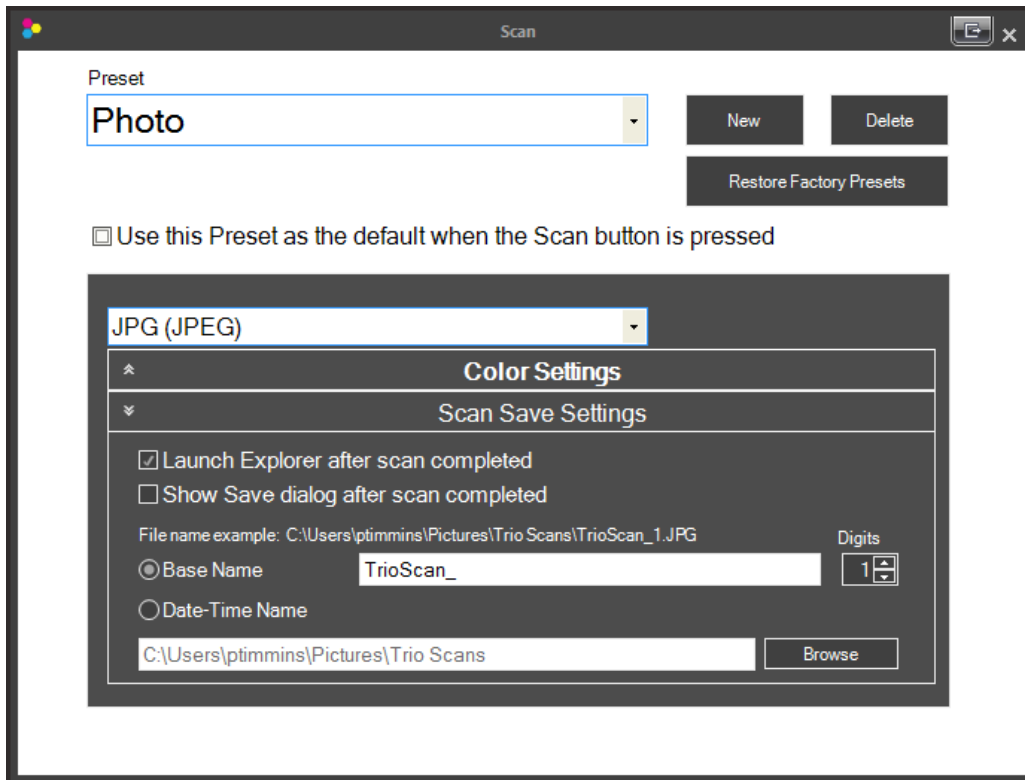 Scan
Preset
Photo
New
Delete
Restore Factory Presets
Use this Preset as the default when the Scan button is pressed
JPG (JPEG)
Color Settings
Scan Save Settings
Launch Explorer after scan completed
Show Save dialog after scan completed
File name example: C:\Users\ptimmins\Pictures\Trio Scans\TrioScan_1.JPG
Digits
Base Name
TrioScan_
1
Date-Time Name
C:\Users\ptimmins\Pictures\Trio Scans
Browse